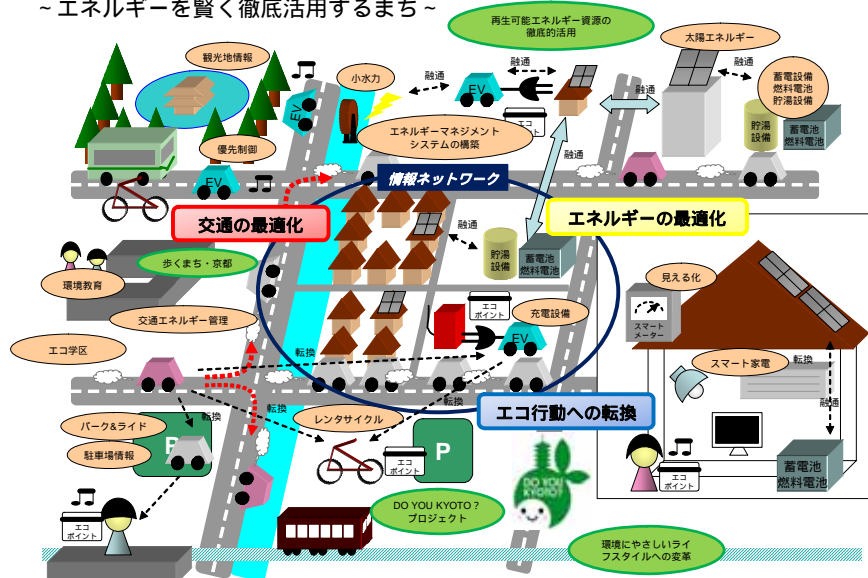 ~ エネルギーを賢く徹底活用するまち ~
再生可能エネルギー資源の
徹底的活用
観光地情報
小水力
融通
融通
EV
EV
エコ
融通
太陽エネルギー
融通
蓄電設備
燃料電池
貯湯設備
貯湯
設備
蓄電池
燃料電池
優先制御
EV
エネルギーマネジメント
システムの構築
融通
情報ネットワーク
交通の最適化
エネルギーの最適化
融通
貯湯
設備
蓄電池
燃料電池
歩くまち・京都
環境教育
見える化
スマート
メーター
交通エネルギー管理
エコ
ポイント
充電設備
EV
エコ学区
転換
スマート家電
転換
融通
転換
転換
転換
エコ行動への転換
パーク&ライド
レンタサイクル
P
駐車場情報
エコ
ポイント
P
エコ
ポイント
蓄電池
燃料電池
DO YOU
KYOTO?
エコ
ポイント
DO YOU KYOTO？
プロジェクト
環境にやさしいライ
フスタイルへの変革